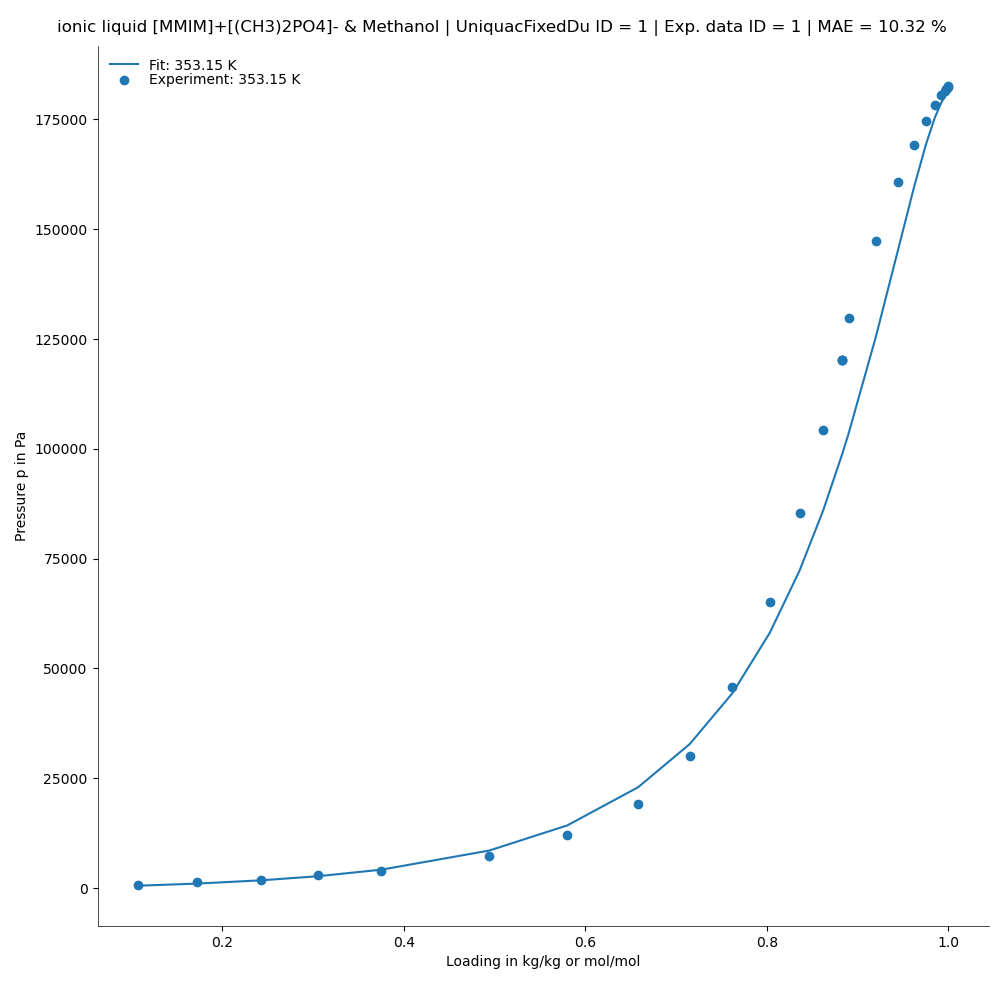 ionic liquid [MMIM]+[(CH3)2PO4]- & Methanol | UniquacFixedDu ID = 1 | Exp. data ID = 1 | MAE = 10.32 %
Fit: 353.15 K
Experiment: 353.15 K
175000
150000
125000
100000
75000
50000
25000
0
Pressure p in Pa
0.2 0.4 0.6 0.8 1.0
Loading in kg/kg or mol/mol